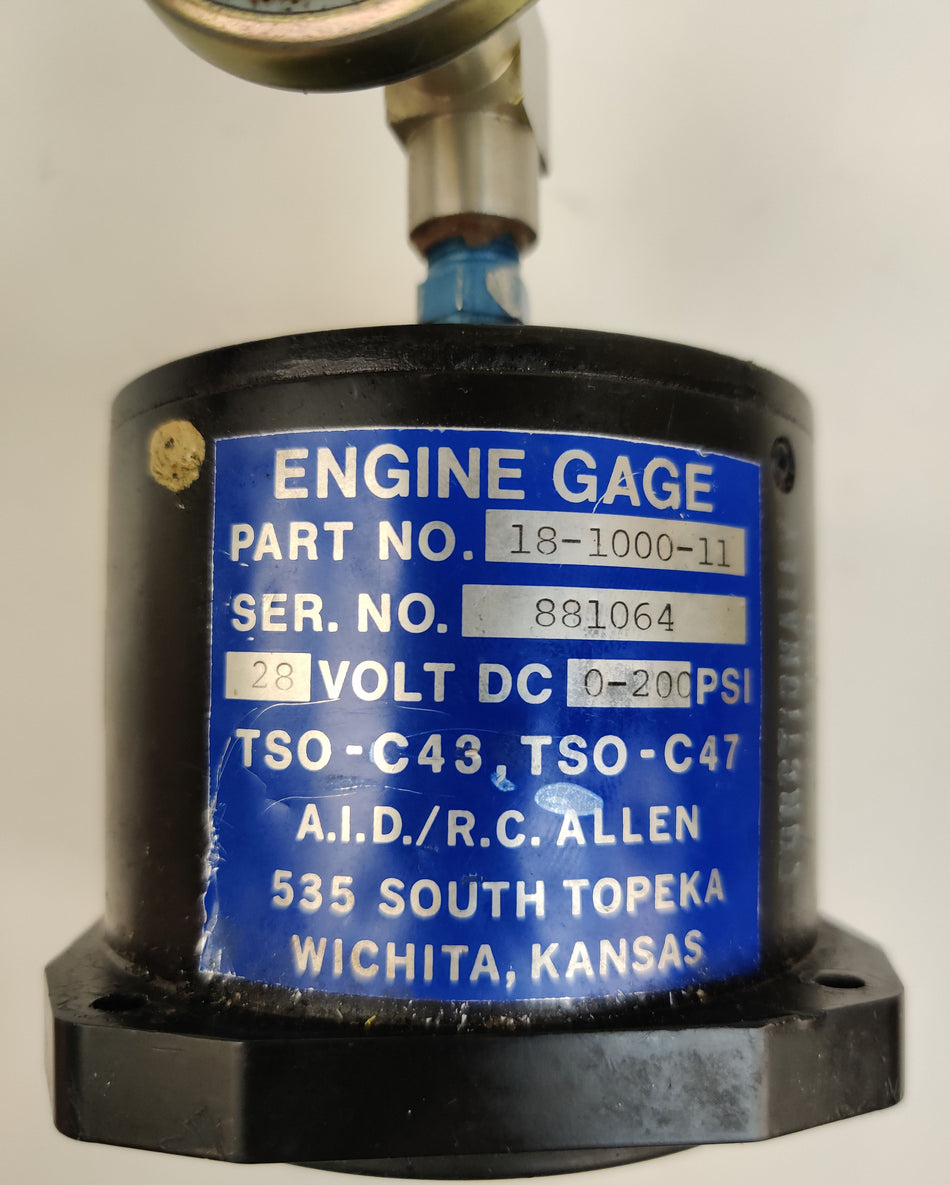 ENGINE GAGE
PART NO. 18-1000-11
SER. NO. 881064
28 VOLT DC 0-200 PSI
TSO-C43, TSO-C47
A.I.D./R.C. ALLEN
535 SOUTH TOPEKA
WICHITA, KANSAS